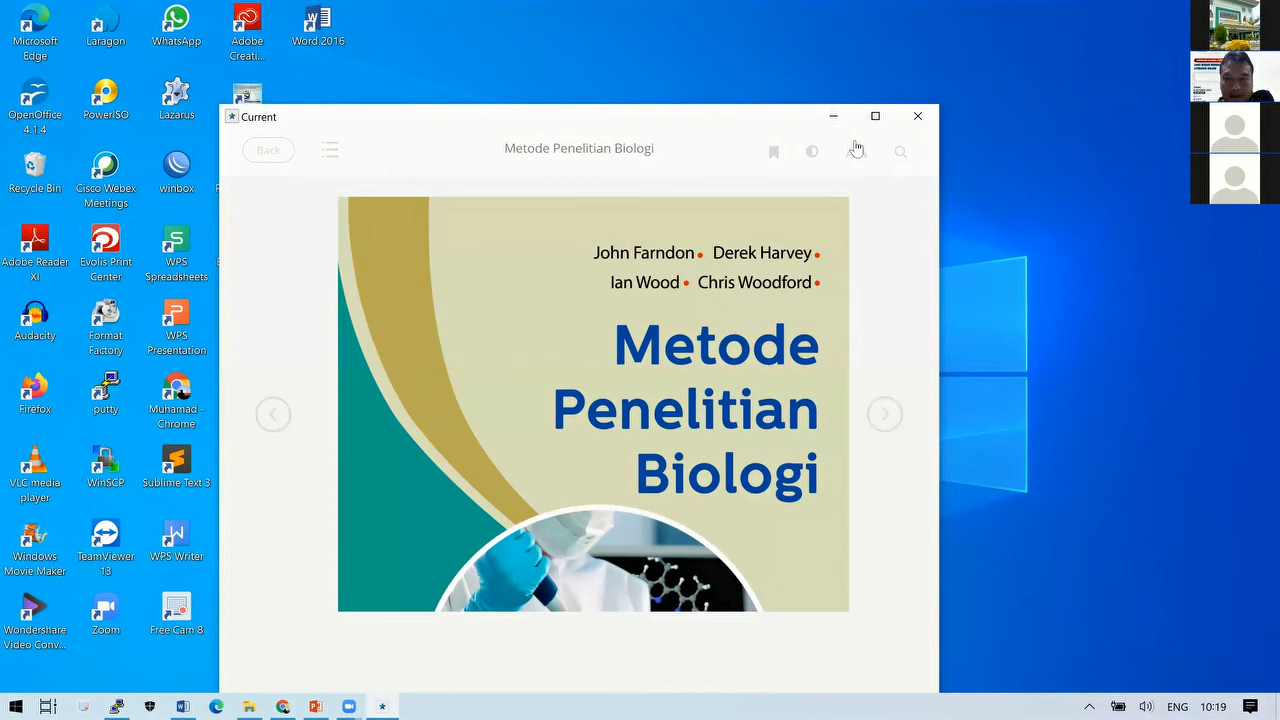 Microsoft
Edge
Laragon
WhatsApp
Adobe
Creati...
Word 2016
OpenOffice
4.1.4
PowerISO
Lazarus
Recycle Bin
Cisco Webex
Meetings
winbox
Adobe Reader
Xi
Evolis Print
Center
WPS
Spreadsheets
Audacity
Format
Factory
WPS
Presentation
Firefox
putty
Muhamad -
Chrome
VLC media
player
WinSCP
Sublime Text 3
Windows
Movie Maker
TeamViewer
13
WPS Writer
Wondershare
Video Conv...
Zoom
Free Cam 8
Current
Back
Metode Penelitian Biologi
John Farndon • Derek Harvey •
Ian Wood • Chris Woodford •
Metode
Penelitian
Biologi
ENG
10:19